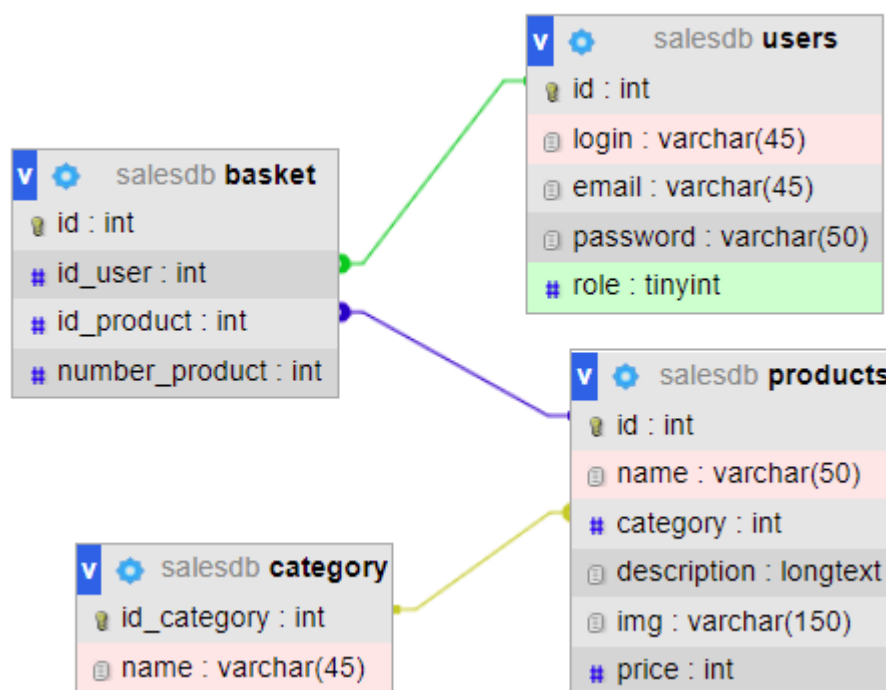 v salesdb users
id : int
login : varchar(45)
email : varchar(45)
password : varchar(50)
# role : tinyint
v salesdb basket
id : int
# id_user : int
# id_product : int
# number_product : int
v salesdb products
id : int
name : varchar(50)
# category : int
description : longtext
img : varchar(150)
# price : int
v salesdb category
id_category : int
name : varchar(45)